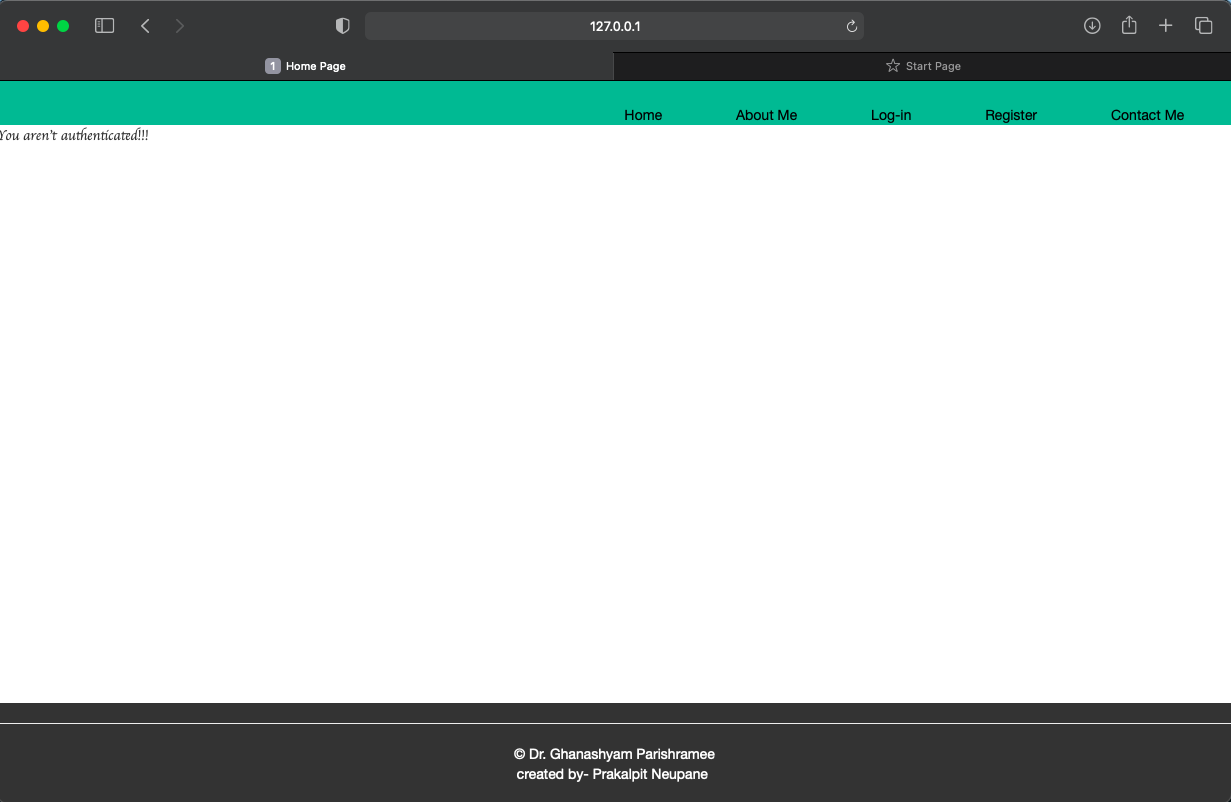 127.0.0.1
1 Home Page
Start Page
Home About Me Log-in Register Contact Me
You aren't authenticated!!!
© Dr. Ghanashyam Parishramee
created by- Prakalpit Neupane